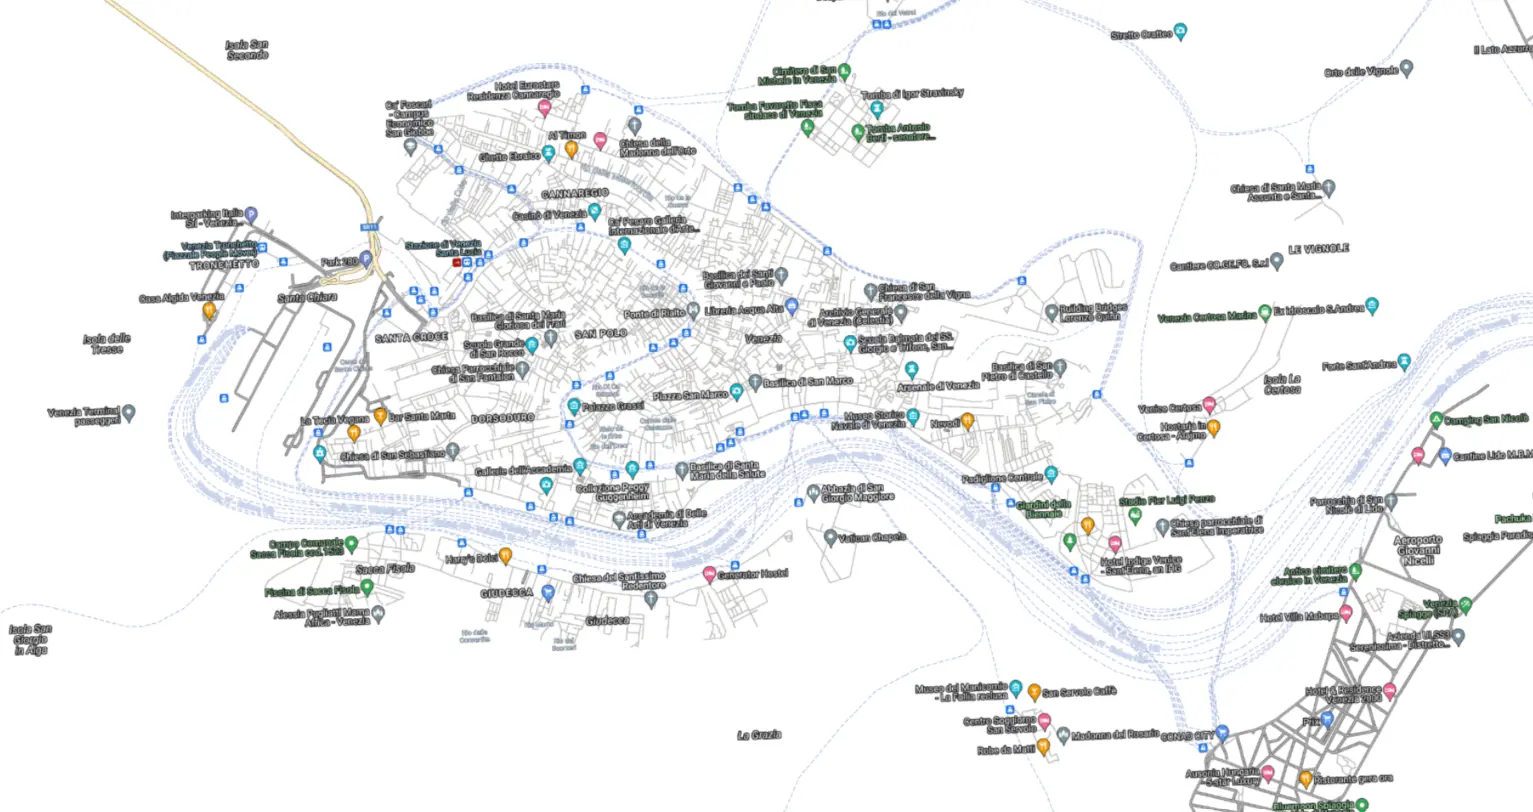 Isola San
Secondo
Stretto Crafteo
Il Lato Azzurro
Orto delle Vignole
Cimitero di San
Michele in Venezia
Tomba di Igor Stravinsky
Tomba Favaretto Fisca
sindaco di Venezia
Tomba Antonio
Berti - senatore...
Hotel Eurostars
Residenza Cannaregio
Ca' Foscari
- Campus
Economico
San Giobbe
Al Timon
Ghetto Ebraico
Chiesa della
Madonna dell'Orto
CANNAREGIO
Casinò di Venezia
Ca' Pesaro Galleria
Internazionale d'Arte...
Chiesa di Santa Maria
Assunta e Santa...
LE VIGNOLE
Cantiere CO.GE.FO. S.r.l
Interparking Italia
Srl - Venezia...
Venezia Tronchetto
(Piazzale People Mover)
TRONCHETTO
Park 280
SR11
Stazione di Venezia
Santa Lucia
Santa Chiara
Casa Algida Venezia
Isola delle
Tresse
Basilica dei Santi
Giovanni e Paolo
Chiesa di San
Francesco della Vigna
Ponte di Rialto
Libreria Acqua Alta
Archivio Generale
di Venezia (Celestia)
Building Bridges
Lorenzo Quinn
Venezia Certosa Marina
Ex Idroscalo S.Andrea
Basilica di Santa Maria
Gloriosa dei Frari
SAN POLO
SANTA CROCE
Scuola Grande
di San Rocco
Venezia
Scuola Dalmata dei SS.
Giorgio e Trifone, San...
Chiesa Parrocchiale
di San Pantalon
Basilica di San
Pietro di Castello
Forte Sant'Andrea
Isola La
Certosa
Piazza San Marco
Basilica di San Marco
Arsenale di Venezia
Palazzo Grassi
Venice Certosa
Venezia Terminal
passeggeri
La Tecia Vegana
Bar Santa Marta
DORSODURO
Museo Storico
Navale di Venezia
Nevodi
Hostaria in
Certosa - Alajmo
Camping San Nicolò
Chiesa di San Sebastiano
Gallerie dell'Accademia
Collezione Peggy
Guggenheim
Basilica di Santa
Maria della Salute
Padiglione Centrale
Cantine Lido M.B.M
Abbazia di San
Giorgio Maggiore
Giardini della
Biennale
Stadio Pier Luigi Penzo
Parrocchia di San
Nicolò di Lido
Accademia di Belle
Arti di Venezia
Chiesa parrocchiale di
Sant'Elena Imperatrice
Pachuka
Spiaggia Paradiso
Vatican Chapels
Campo Comunale
Sacca Fisola
Aeroporto
Giovanni
Nicelli
Harry's Dolci
Sacca Fisola
Hotel Indigo Venice
- Sant'Elena, an IHG
Chiesa del Santissimo
Redentore
Generator Hostel
Antico cimitero
ebraico in Venezia
Piscina di Sacca Fisola
GIUDECCA
Giudecca
Alessia Pagliatti Mama
Africa - Venezia
Hotel Villa Mabapa
Venezia
Spiagge (SpA)
Azienda ULSS3
Serenissima - Distretto...
Isola San
Giorgio
in Alga
Museo del Manicomio
- La Follia reclusa
San Servolo Caffè
Hotel & Residence
Venezia 2000
Centro Soggiorno
San Servolo
Madonna del Rosario
CONAD CITY
Prix
La Grazia
Robe da Matti
Ausonia Hungaria
- 5-star Luxury
Ristorante gera ora
Bluemoon Spiaggia